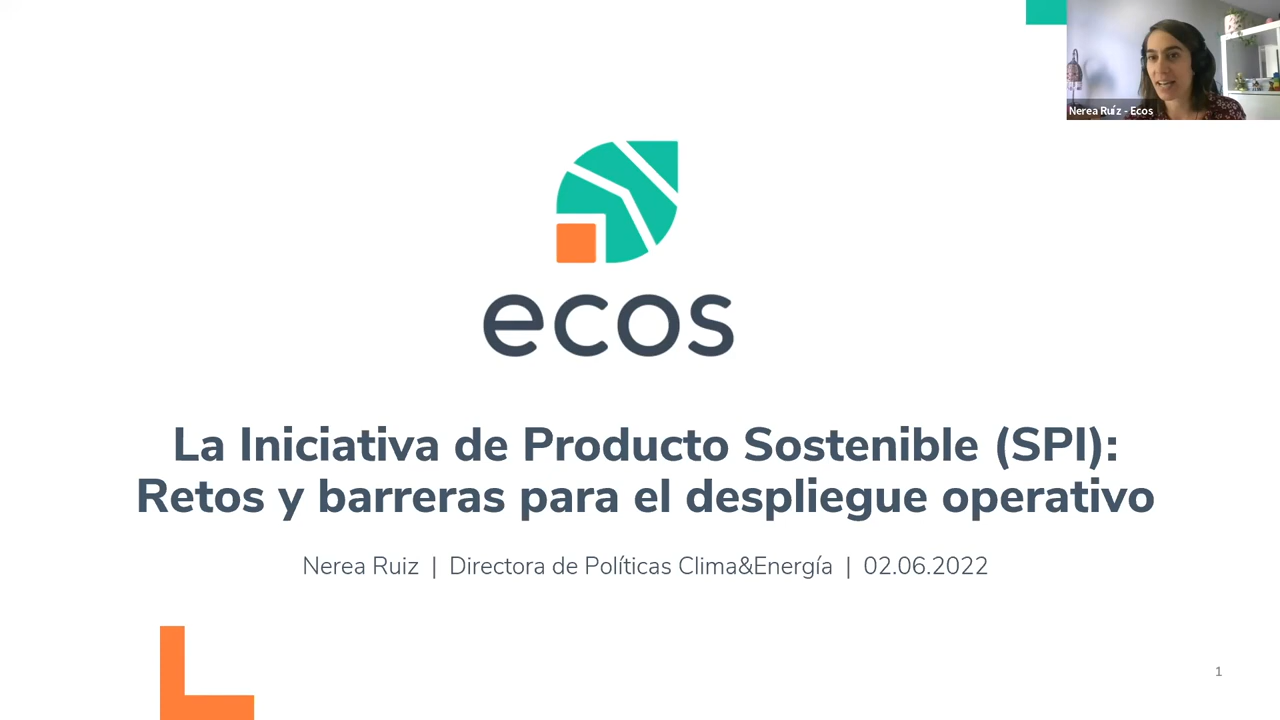 Nerea Ruíz - Ecos
ecos
La Iniciativa de Producto Sostenible (SPI):
Retos y barreras para el despliegue operativo
Nerea Ruiz | Directora de Políticas Clima&Energía | 02.06.2022
1